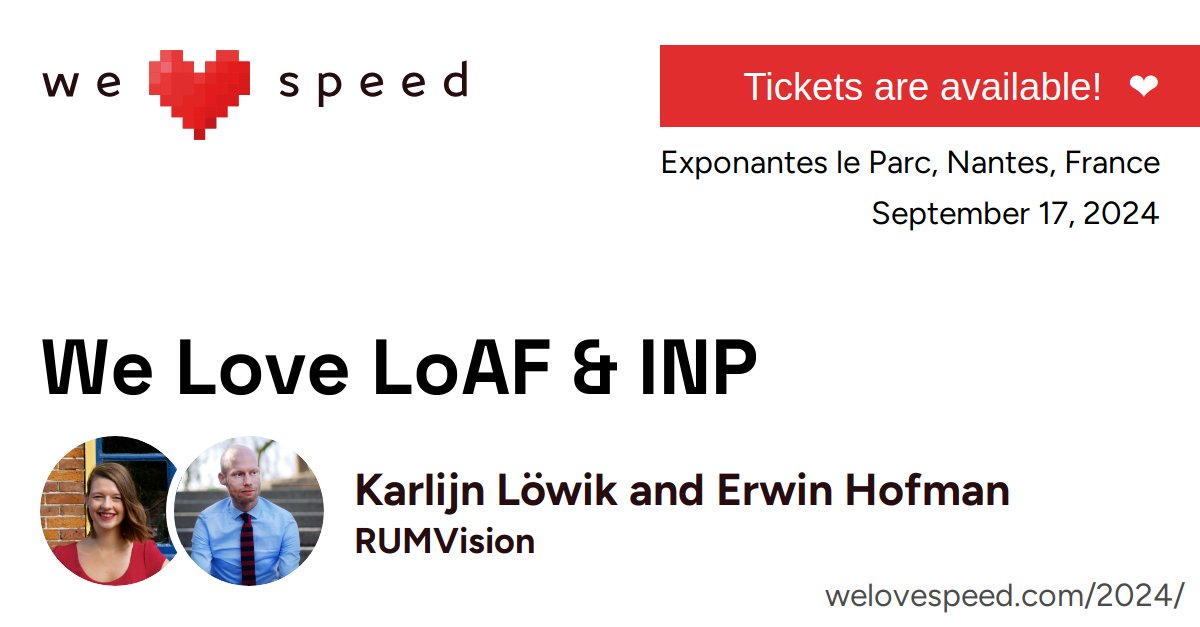 we ❤ speed
Tickets are available! ❤
Exponantes le Parc, Nantes, France
September 17, 2024
We Love LoAF & INP
Karlijn Löwik and Erwin Hofman
RUMVision
welovespeed.com/2024/